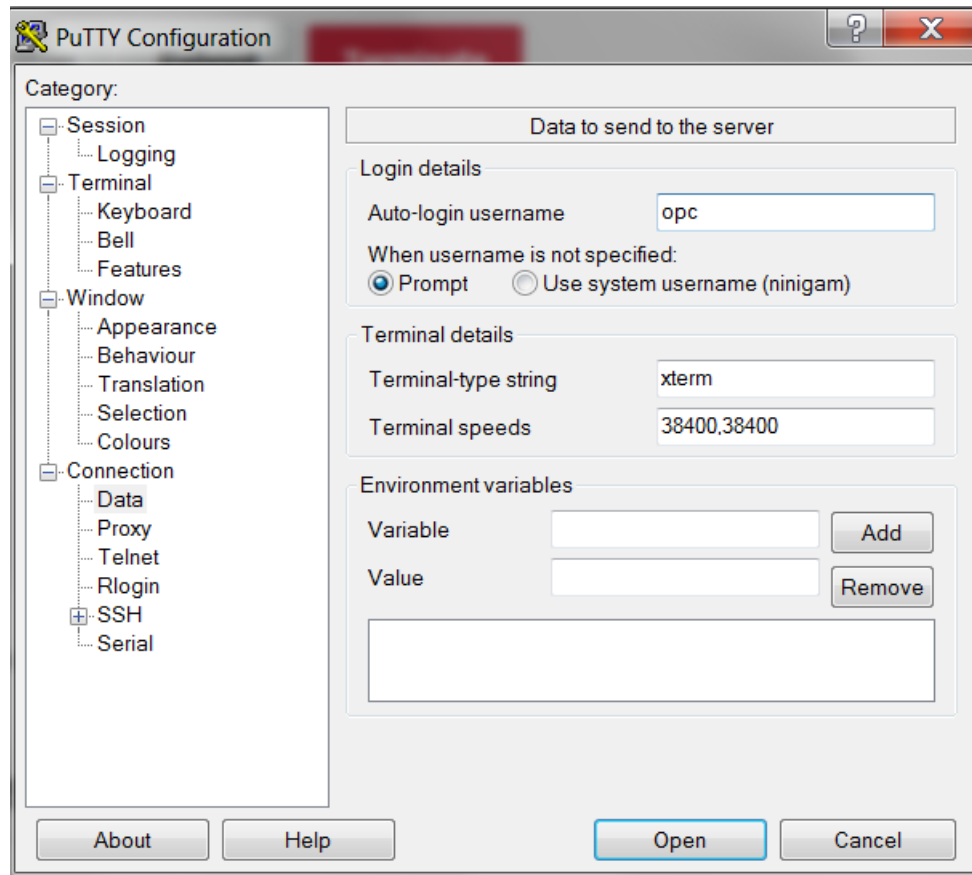 PuTTY Configuration
Category:
Session
Logging
Terminal
Keyboard
Bell
Features
Window
Appearance
Behaviour
Translation
Selection
Colours
Connection
Data
Proxy
Telnet
Rlogin
SSH
Serial
Data to send to the server
Login details
Auto-login username opc
When username is not specified:
Prompt Use system username (ninigam)
Terminal details
Terminal-type string xterm
Terminal speeds 38400,38400
Environment variables
Variable Add
Value Remove
About Help Open Cancel